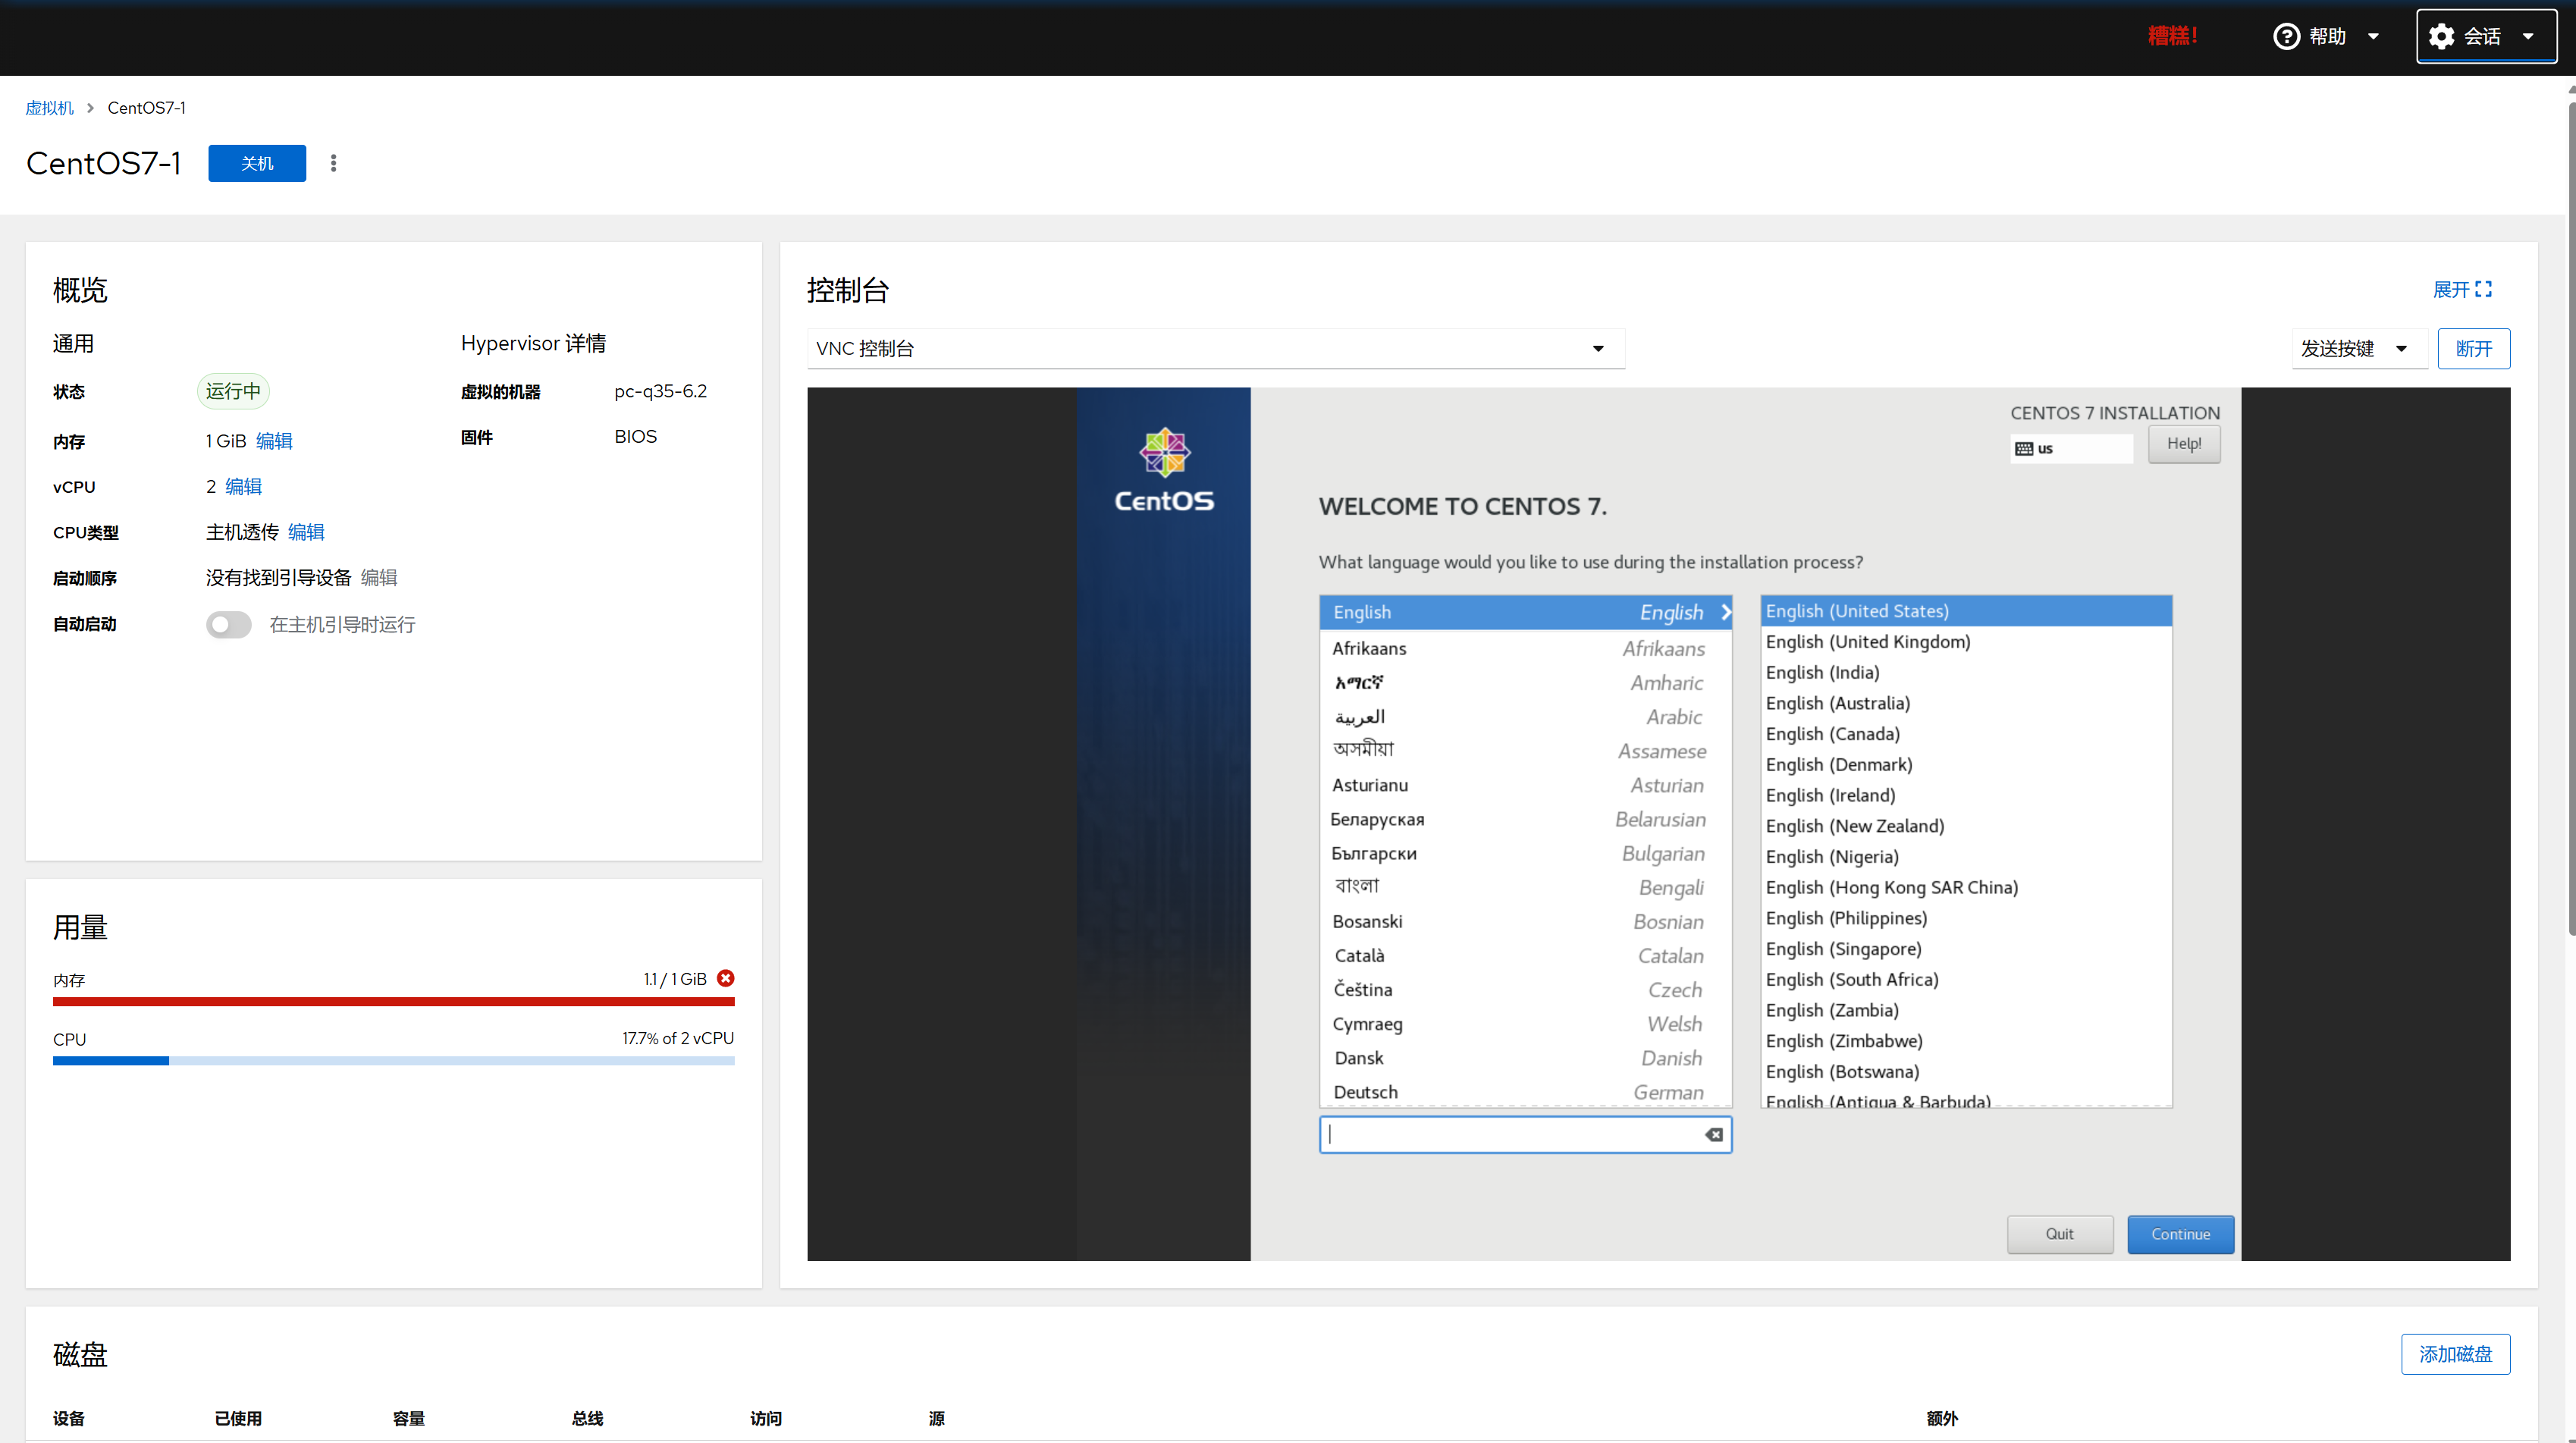 糟糕!
帮助
会话
虚拟机 > CentOS7-1
CentOS7-1
关机
概览
通用
状态 运行中
内存 1 GiB 编辑
vCPU 2 编辑
CPU类型 主机透传 编辑
启动顺序 没有找到引导设备 编辑
自动启动 在主机引导时运行
Hypervisor 详情
虚拟的机器 pc-q35-6.2
固件 BIOS
用量
内存 1.1 / 1 GiB
CPU 17.7% of 2 vCPU
控制台
展开
VNC 控制台
发送按键
断开
CentOS
CENTOS 7 INSTALLATION
us
Help!
WELCOME TO CENTOS 7.
What language would you like to use during the installation process?
English English
Afrikaans Afrikaans
አማርኛ Amharic
العربية Arabic
অসমীয়া Assamese
Asturianu Asturian
Беларуская Belarusian
Български Bulgarian
বাংলা Bengali
Bosanski Bosnian
Català Catalan
Čeština Czech
Cymraeg Welsh
Dansk Danish
Deutsch German
English (United States)
English (United Kingdom)
English (India)
English (Australia)
English (Canada)
English (Denmark)
English (Ireland)
English (New Zealand)
English (Nigeria)
English (Hong Kong SAR China)
English (Philippines)
English (Singapore)
English (South Africa)
English (Zambia)
English (Zimbabwe)
English (Botswana)
English (Antigua & Barbuda)
Quit
Continue
磁盘
添加磁盘
设备 已使用 容量 总线 访问 源 额外